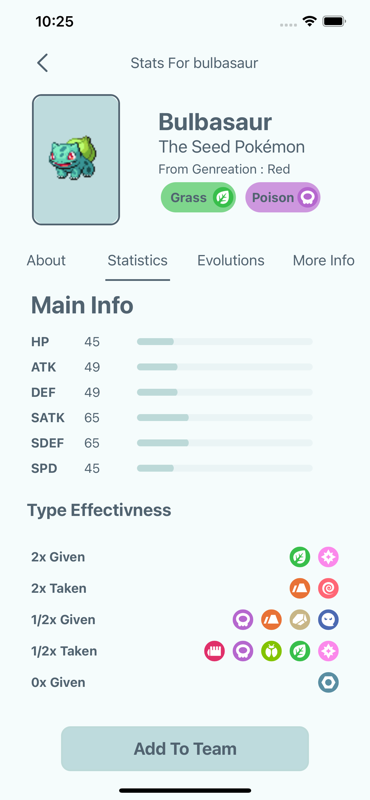 10:25
Stats For bulbasaur
Bulbasaur
The Seed Pokémon
From Genreation : Red
Grass Poison
About Statistics Evolutions More Info
Main Info
HP 45
ATK 49
DEF 49
SATK 65
SDEF 65
SPD 45
Type Effectivness
2x Given
2x Taken
1/2x Given
1/2x Taken
0x Given
Add To Team